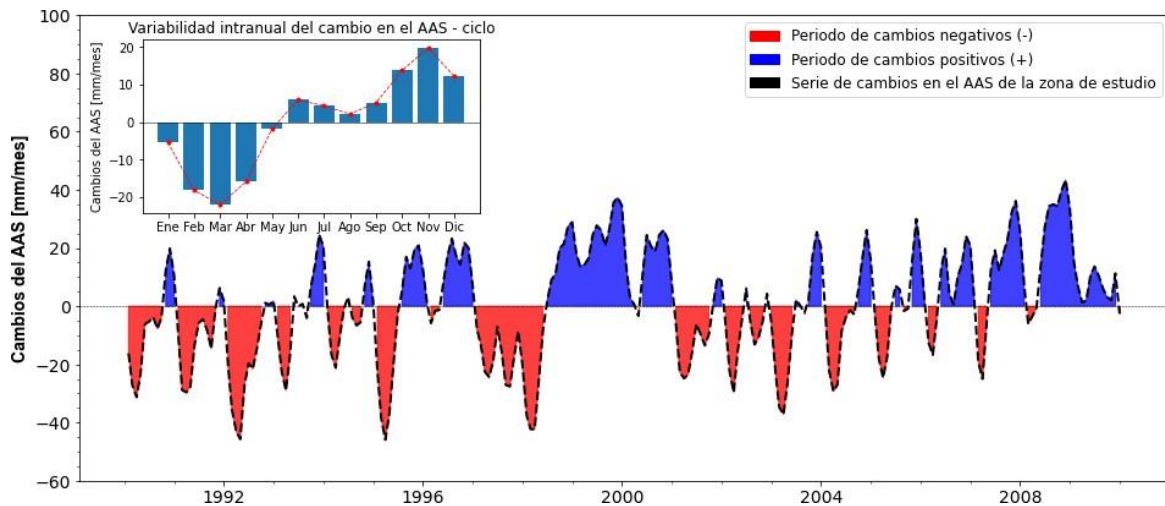 Variabilidad intranual del cambio en el AAS - ciclo
Cambios del AAS [mm/mes]
20
10
0
−10
−20
Ene Feb Mar Abr May Jun Jul Ago Sep Oct Nov Dic
Periodo de cambios negativos (-)
Periodo de cambios positivos (+)
Serie de cambios en el AAS de la zona de estudio
Cambios del AAS [mm/mes]
100
80
60
40
20
0
−20
−40
−60
1992 1996 2000 2004 2008